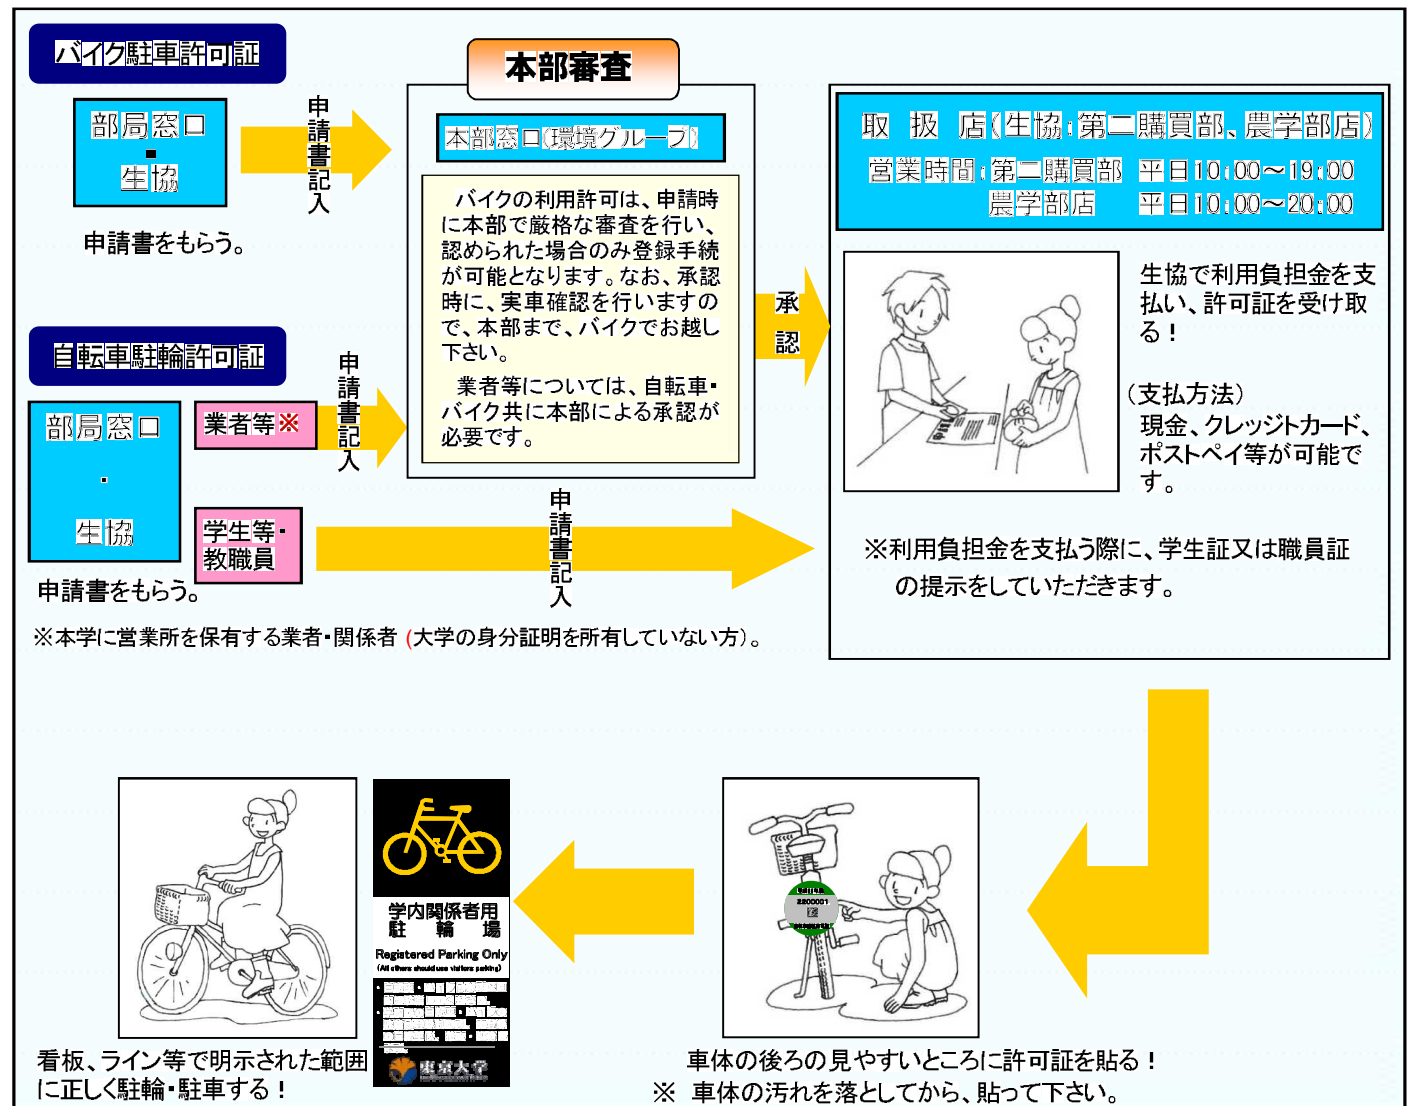 バイク駐車許可証
部局窓口
・
生協
申請書をもらう。
申請書記入
本部審査
本部窓口(環境グループ)
バイクの利用許可は、申請時
に本部で厳格な審査を行い、
認められた場合のみ登録手続
が可能となります。なお、承認
時に、実車確認を行いますの
で、本部まで、バイクでお越し
下さい。
業者等については、自転車・
バイク共に本部による承認が
必要です。
承認
自転車駐輪許可証
部局窓口
・
生協
申請書をもらう。
業者等※
申請書記入
学生等・
教職員
申請書記入
※本学に営業所を保有する業者・関係者 (大学の身分証明を所有していない方)。
取 扱 店(生協:第二購買部、農学部店)
営業時間:第二購買部 平日10:00～19:00
農学部店 平日10:00～20:00
生協で利用負担金を支
払い、許可証を受け取
る！
(支払方法)
現金、クレッジトカード、
ポストペイ等が可能で
す。
※利用負担金を支払う際に、学生証又は職員証
の提示をしていただきます。
2200001
車体の後ろの見やすいところに許可証を貼る！
※ 車体の汚れを落としてから、貼って下さい。
学内関係者用
駐 輪 場
Registered Parking Only
(All others should use visitors parking)
東京大学
看板、ライン等で明示された範囲
に正しく駐輪・駐車する！